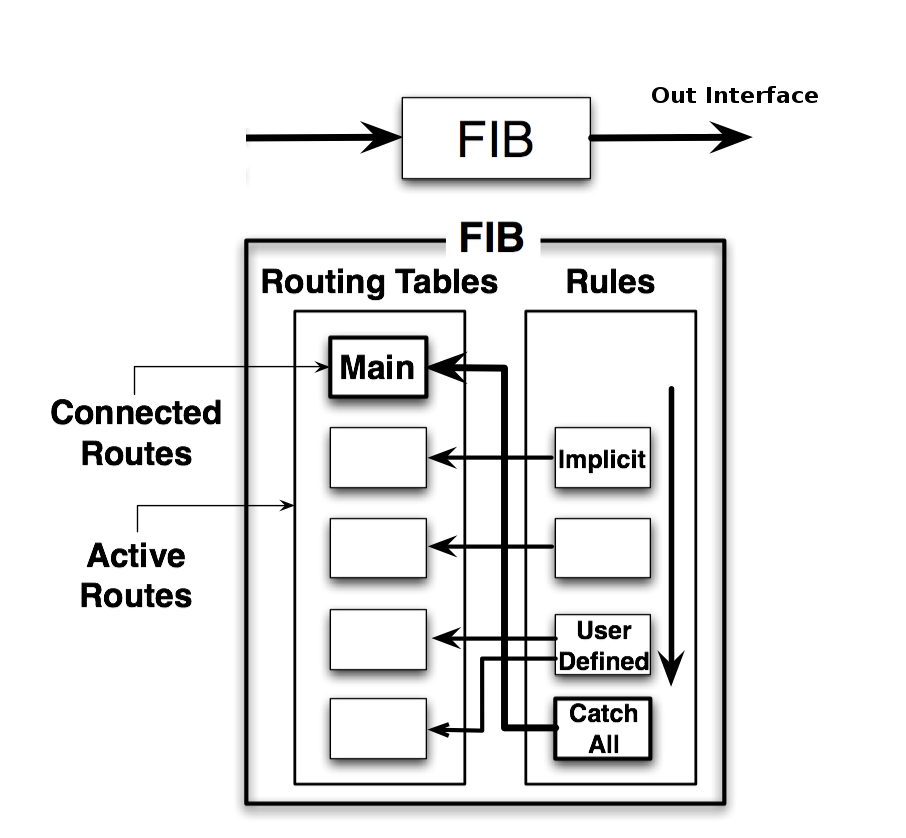 Out Interface
FIB
FIB
Routing Tables
Rules
Main
Connected
Routes
Implicit
Active
Routes
User
Defined
Catch
All